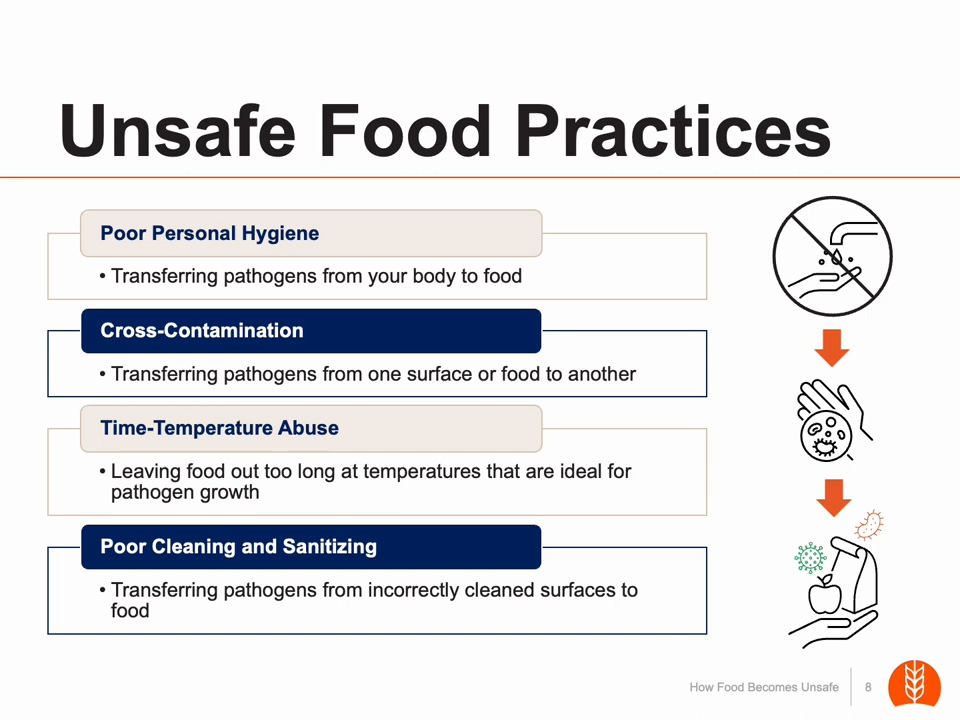 Unsafe Food Practices
Poor Personal Hygiene
• Transferring pathogens from your body to food
Cross-Contamination
• Transferring pathogens from one surface or food to another
Time-Temperature Abuse
• Leaving food out too long at temperatures that are ideal for
pathogen growth
Poor Cleaning and Sanitizing
• Transferring pathogens from incorrectly cleaned surfaces to
food
How Food Becomes Unsafe
8